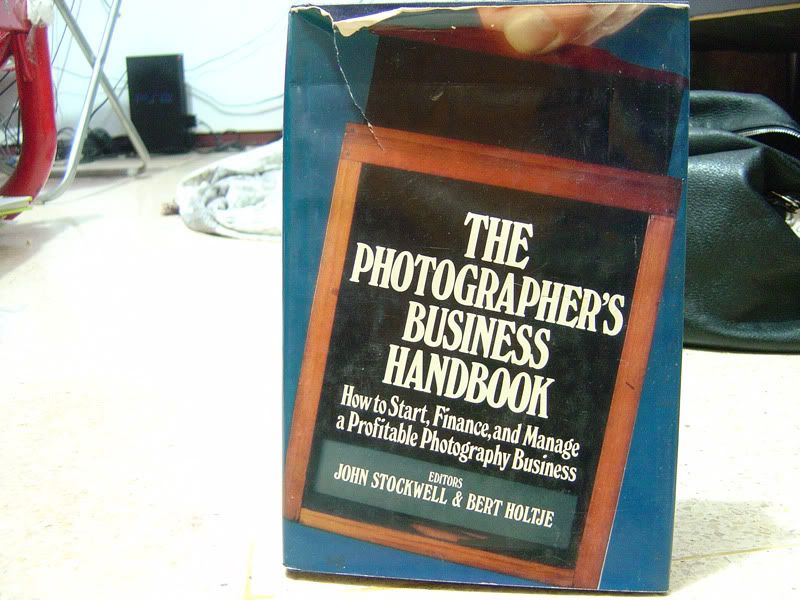 THE
PHOTOGRAPHER'S
BUSINESS
HANDBOOK
How to Start, Finance, and Manage
a Profitable Photography Business
EDITORS
JOHN STOCKWELL & BERT HOLTJE